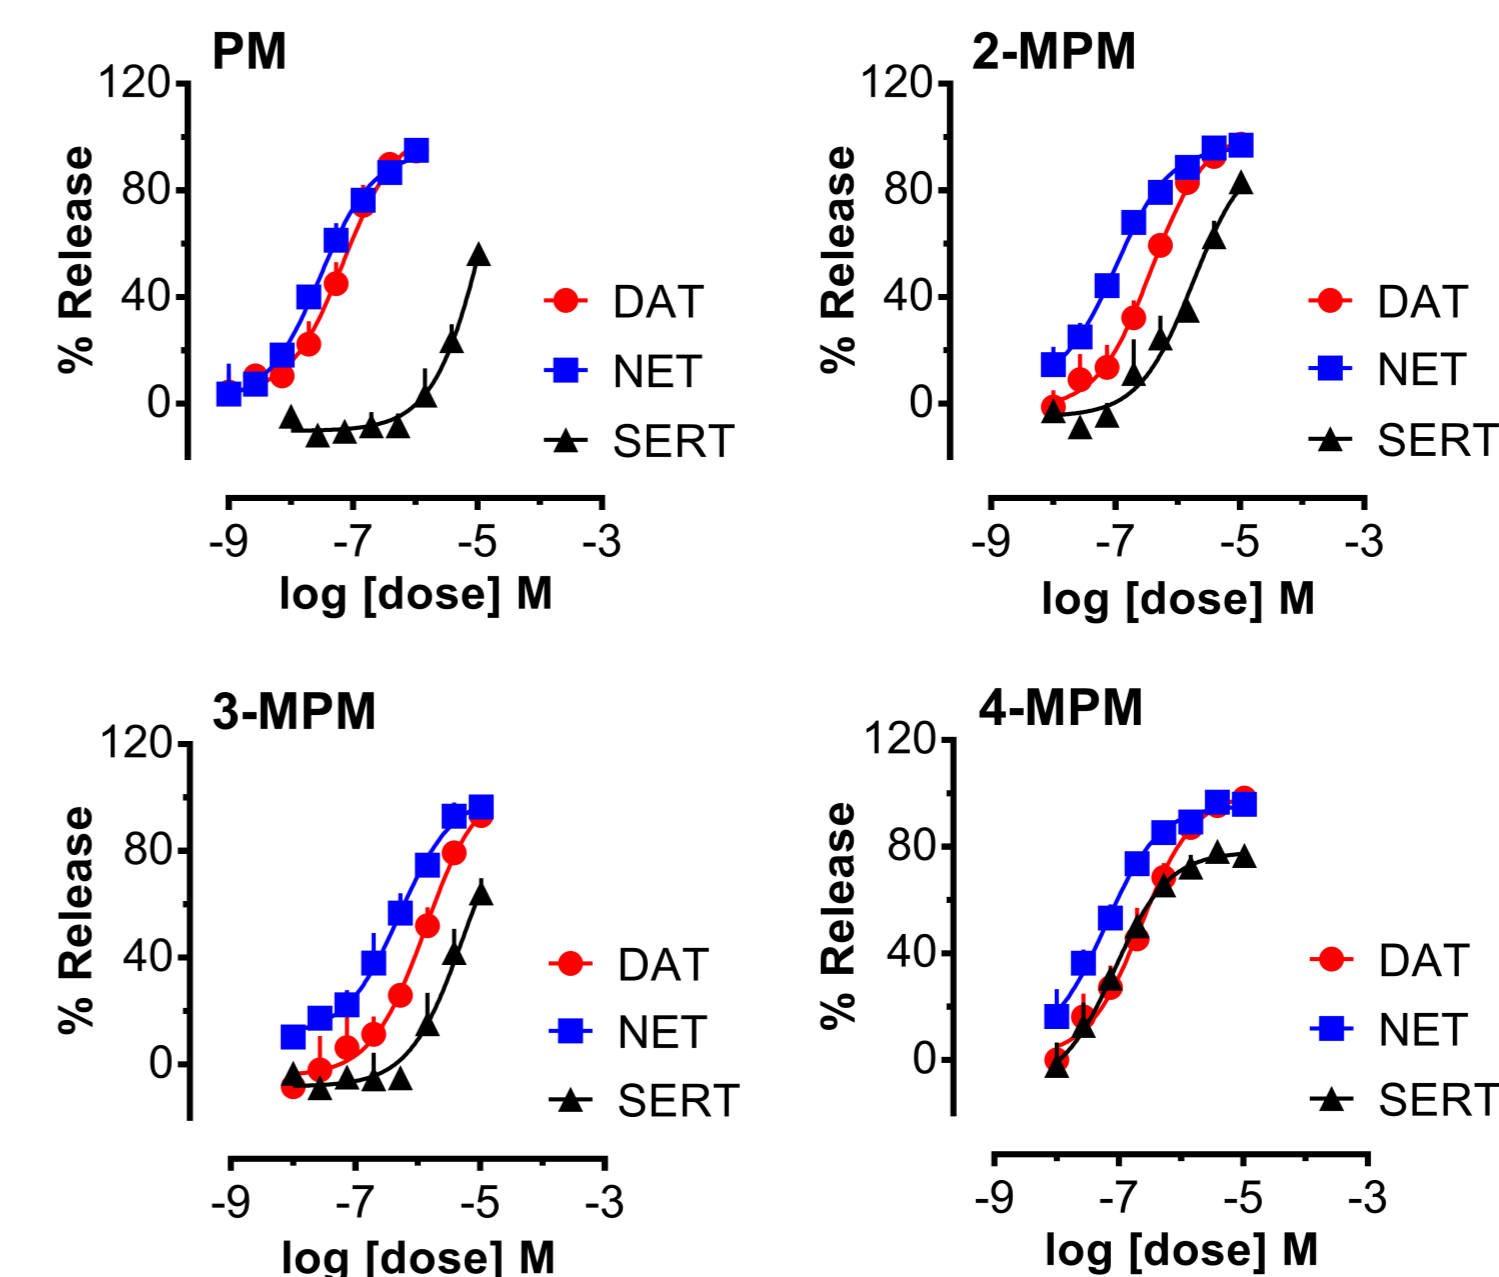 PM
120
80
40
0
% Release
DAT
NET
SERT
-9 -7 -5 -3
log [dose] M
2-MPM
120
80
40
0
% Release
DAT
NET
SERT
-9 -7 -5 -3
log [dose] M
3-MPM
120
80
40
0
% Release
DAT
NET
SERT
-9 -7 -5 -3
log [dose] M
4-MPM
120
80
40
0
% Release
DAT
NET
SERT
-9 -7 -5 -3
log [dose] M